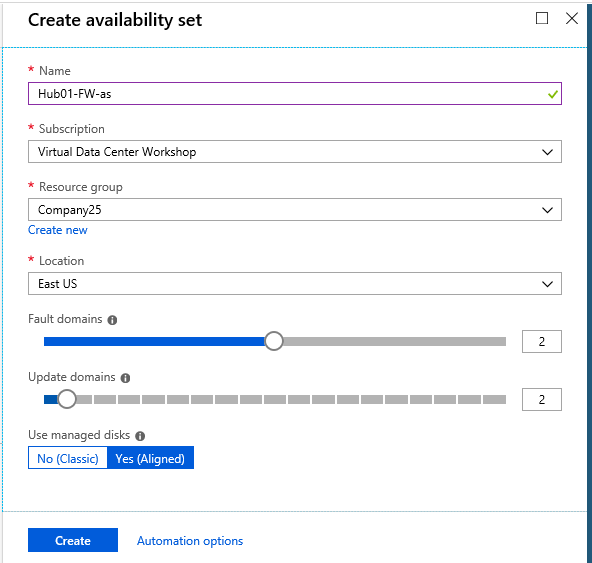 Create availability set
* Name
Hub01-FW-as
* Subscription
Virtual Data Center Workshop
* Resource group
Company25
Create new
* Location
East US
Fault domains
2
Update domains
2
Use managed disks
No (Classic) Yes (Aligned)
Create Automation options